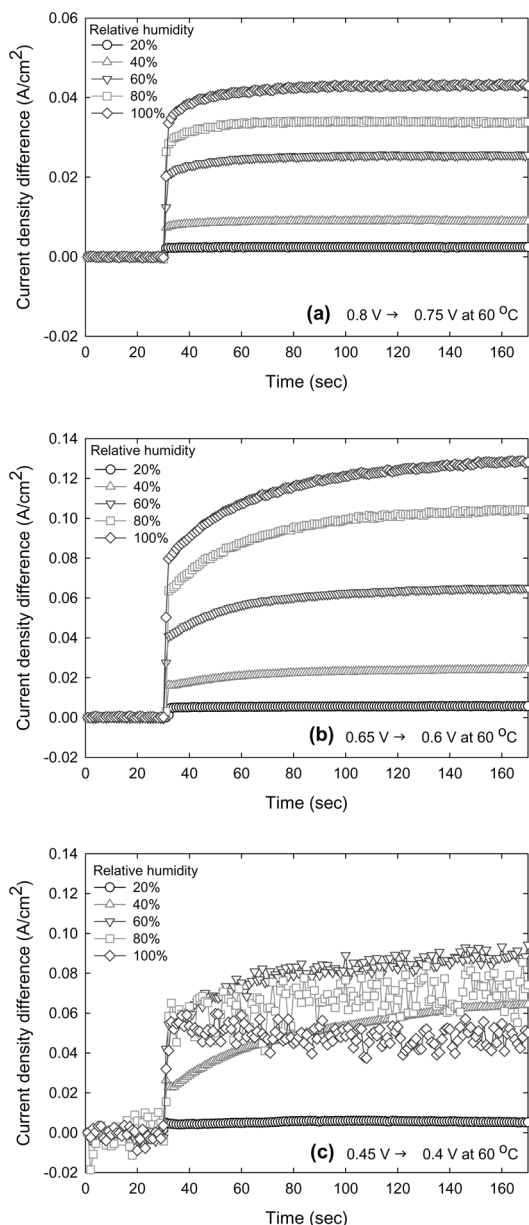 0.06
0.04
0.02
0.00
-0.02
Current density difference (A/cm2)
Relative humidity
20%
40%
60%
80%
100%
(a) 0.8 V → 0.75 V at 60 OC
0 20 40 60 80 100 120 140 160
Time (sec)
0.14
0.12
0.10
0.08
0.06
0.04
0.02
0.00
-0.02
Current density difference (A/cm2)
Relative humidity
20%
40%
60%
80%
100%
(b) 0.65 V → 0.6 V at 60 OC
0 20 40 60 80 100 120 140 160
Time (sec)
0.14
0.12
0.10
0.08
0.06
0.04
0.02
0.00
-0.02
Current density difference (A/cm2)
Relative humidity
20%
40%
60%
80%
100%
(c) 0.45 V → 0.4 V at 60 OC
0 20 40 60 80 100 120 140 160
Time (sec)